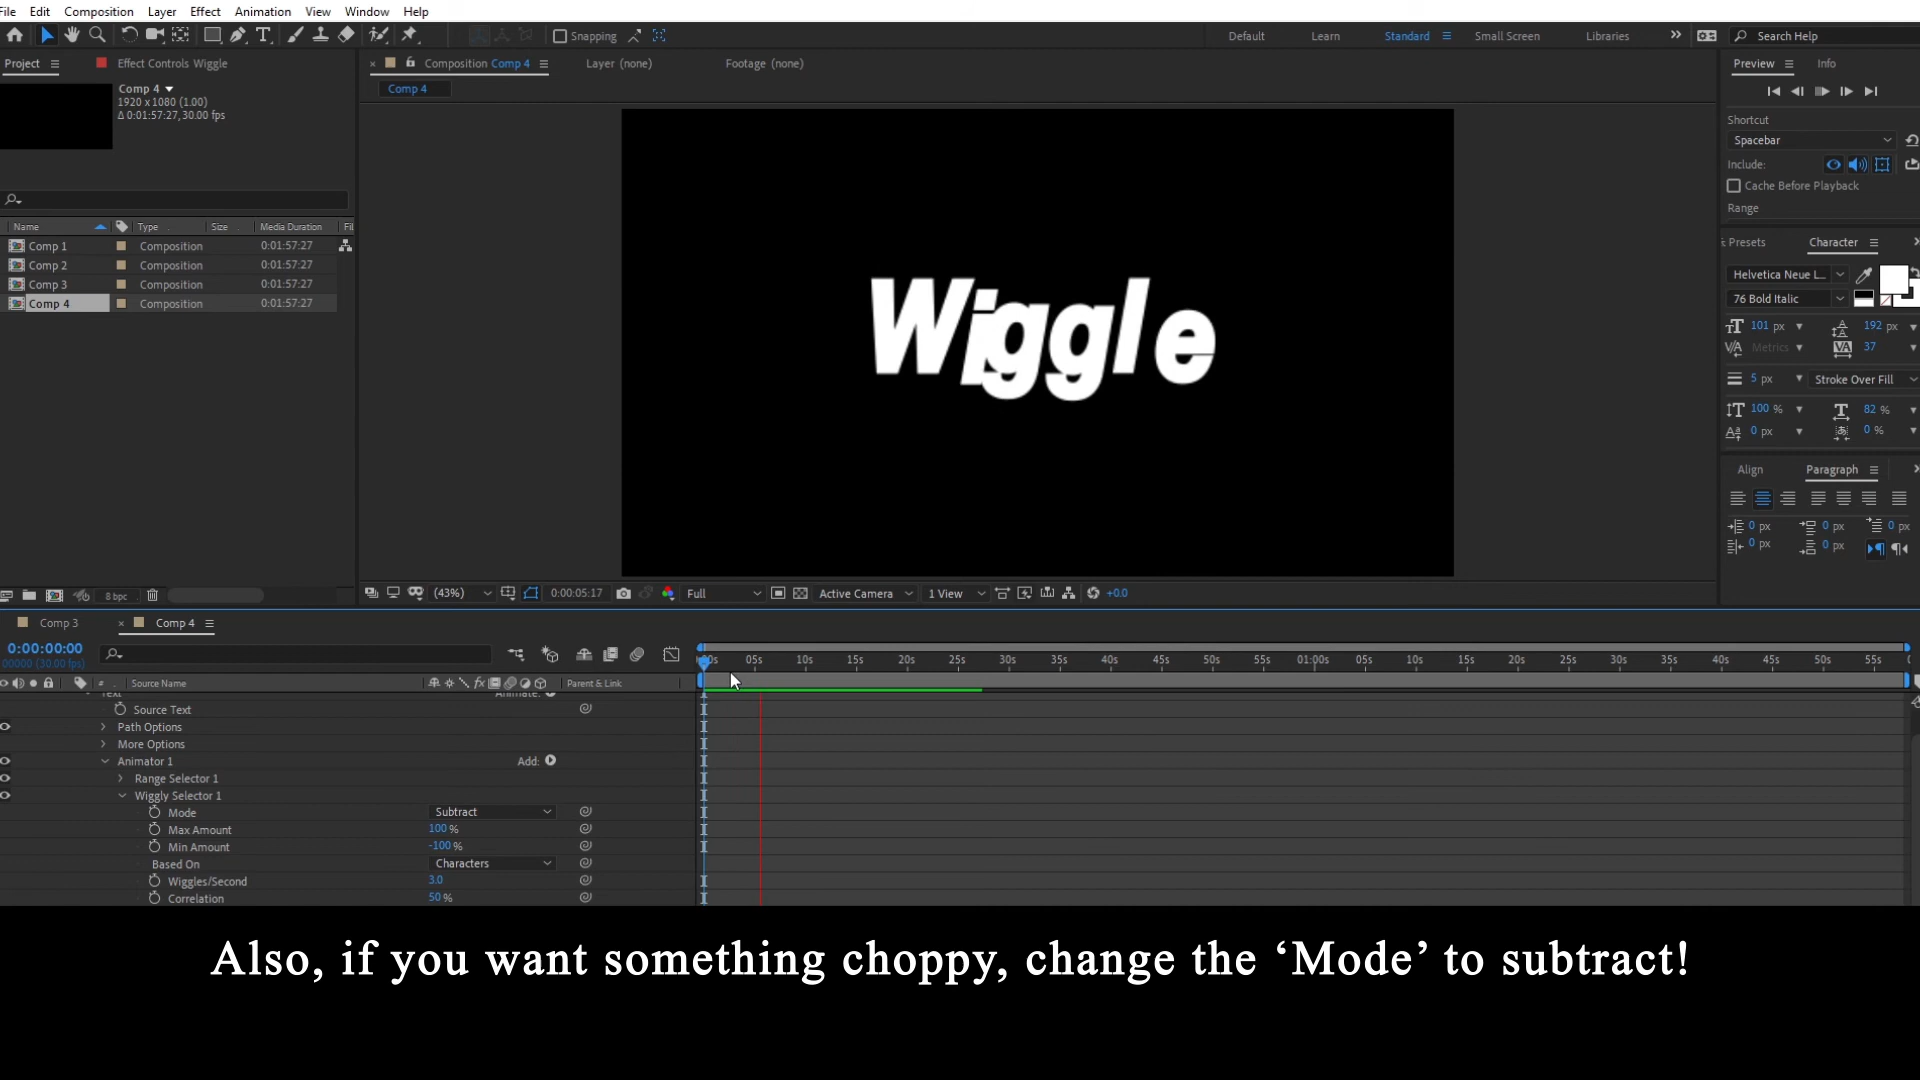 File Edit Composition Layer Effect Animation View Window Help
Snapping Default Learn Standard Small Screen Libraries Search Help
Project Effect Controls Wiggle
Composition Comp 4 Layer (none) Footage (none)
Comp 4
Comp 4
1920 x 1080 (1.00)
Δ 0:01:57:27, 30.00 fps
Name Type Size Media Duration Fil
Comp 1 Composition 0:01:57:27
Comp 2 Composition 0:01:57:27
Comp 3 Composition 0:01:57:27
Comp 4 Composition 0:01:57:27
8 bpc
Wiggle
(43%) 0:00:05:17 Full Active Camera 1 View +0.0
Preview Info
Shortcut
Spacebar
Include:
Cache Before Playback
Range
Presets Character
Helvetica Neue L...
76 Bold Italic
101 px 192 px
Metrics 37
5 px Stroke Over Fill
100 % 82 %
0 px 0 %
Align Paragraph
0 px 0 px 0 px
0 px 0 px
Comp 3 Comp 4
0:00:00:00
00000 (30.00 fps)
00s 05s 10s 15s 20s 25s 30s 35s 40s 45s 50s 55s 01:00s 05s 10s 15s 20s 25s 30s 35s 40s 45s 50s 55s
# Source Name Parent & Link
Text Animate:
Source Text
Path Options
More Options
Animator 1 Add:
Range Selector 1
Wiggly Selector 1
Mode Subtract
Max Amount 100 %
Min Amount -100 %
Based On Characters
Wiggles/Second 3.0
Correlation 50 %
Also, if you want something choppy, change the ‘Mode’ to subtract!